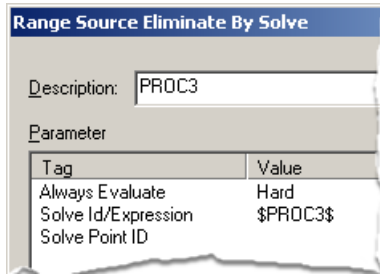 Range Source Eliminate By Solve
Description: PROC3
Parameter
Tag Value
Always Evaluate Hard
Solve Id/Expression $PROC3$
Solve Point ID